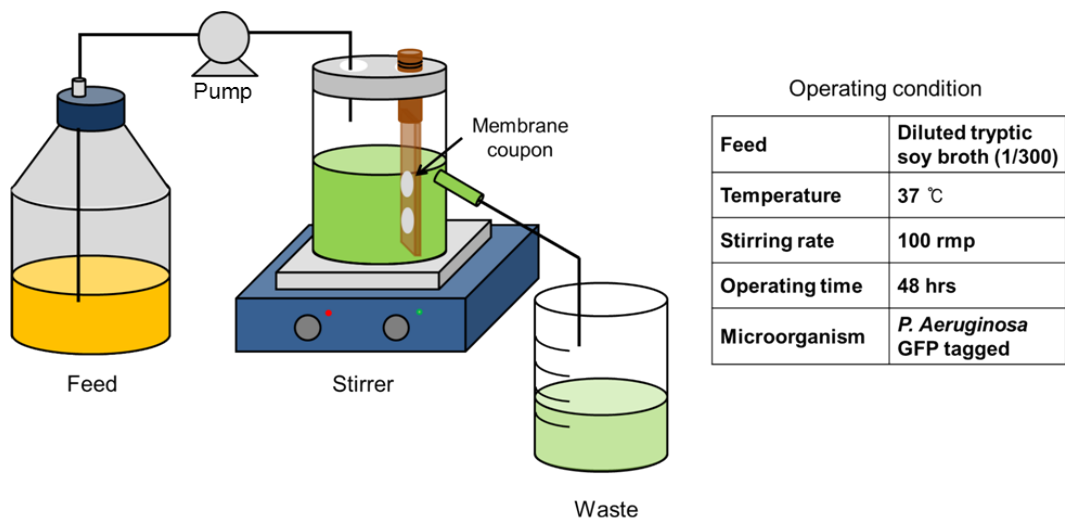 Pump
Membrane
coupon
Feed
Stirrer
Waste
Operating condition
Feed
Diluted tryptic
soy broth (1/300)
Temperature
37 ℃
Stirring rate
100 rmp
Operating time
48 hrs
Microorganism
P. Aeruginosa
GFP tagged